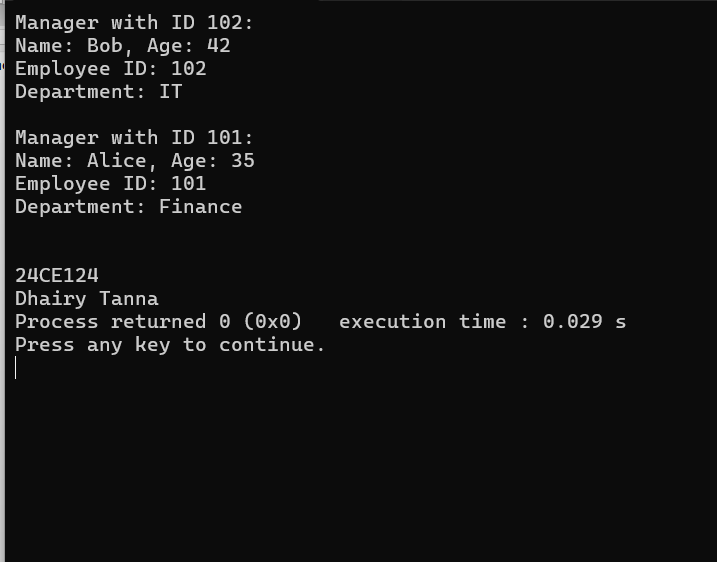 Manager with ID 102:
Name: Bob, Age: 42
Employee ID: 102
Department: IT
Manager with ID 101:
Name: Alice, Age: 35
Employee ID: 101
Department: Finance
24CE124
Dhairy Tanna
Process returned 0 (0x0)   execution time : 0.029 s
Press any key to continue.